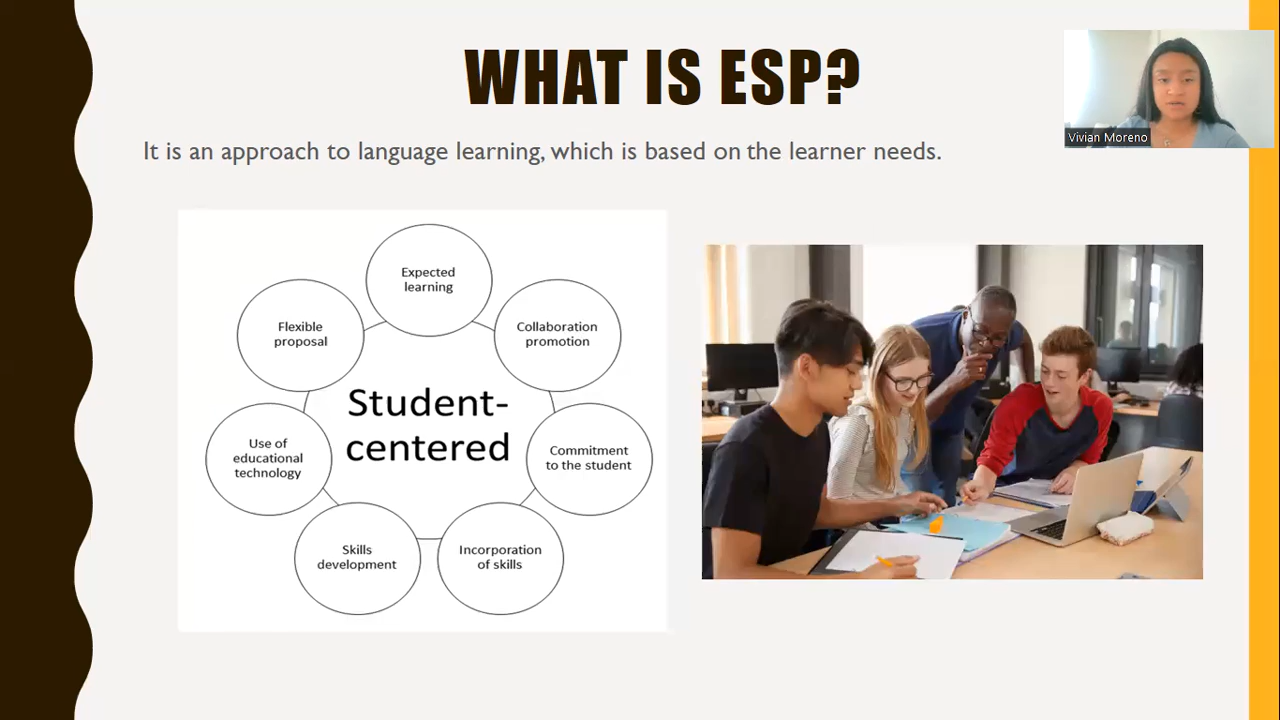 WHAT IS ESP?
Vivian Moreno
It is an approach to language learning, which is based on the learner needs.
Expected
learning
Flexible
proposal
Collaboration
promotion
Student-
centered
Use of
educational
technology
Commitment
to the student
Skills
development
Incorporation
of skills